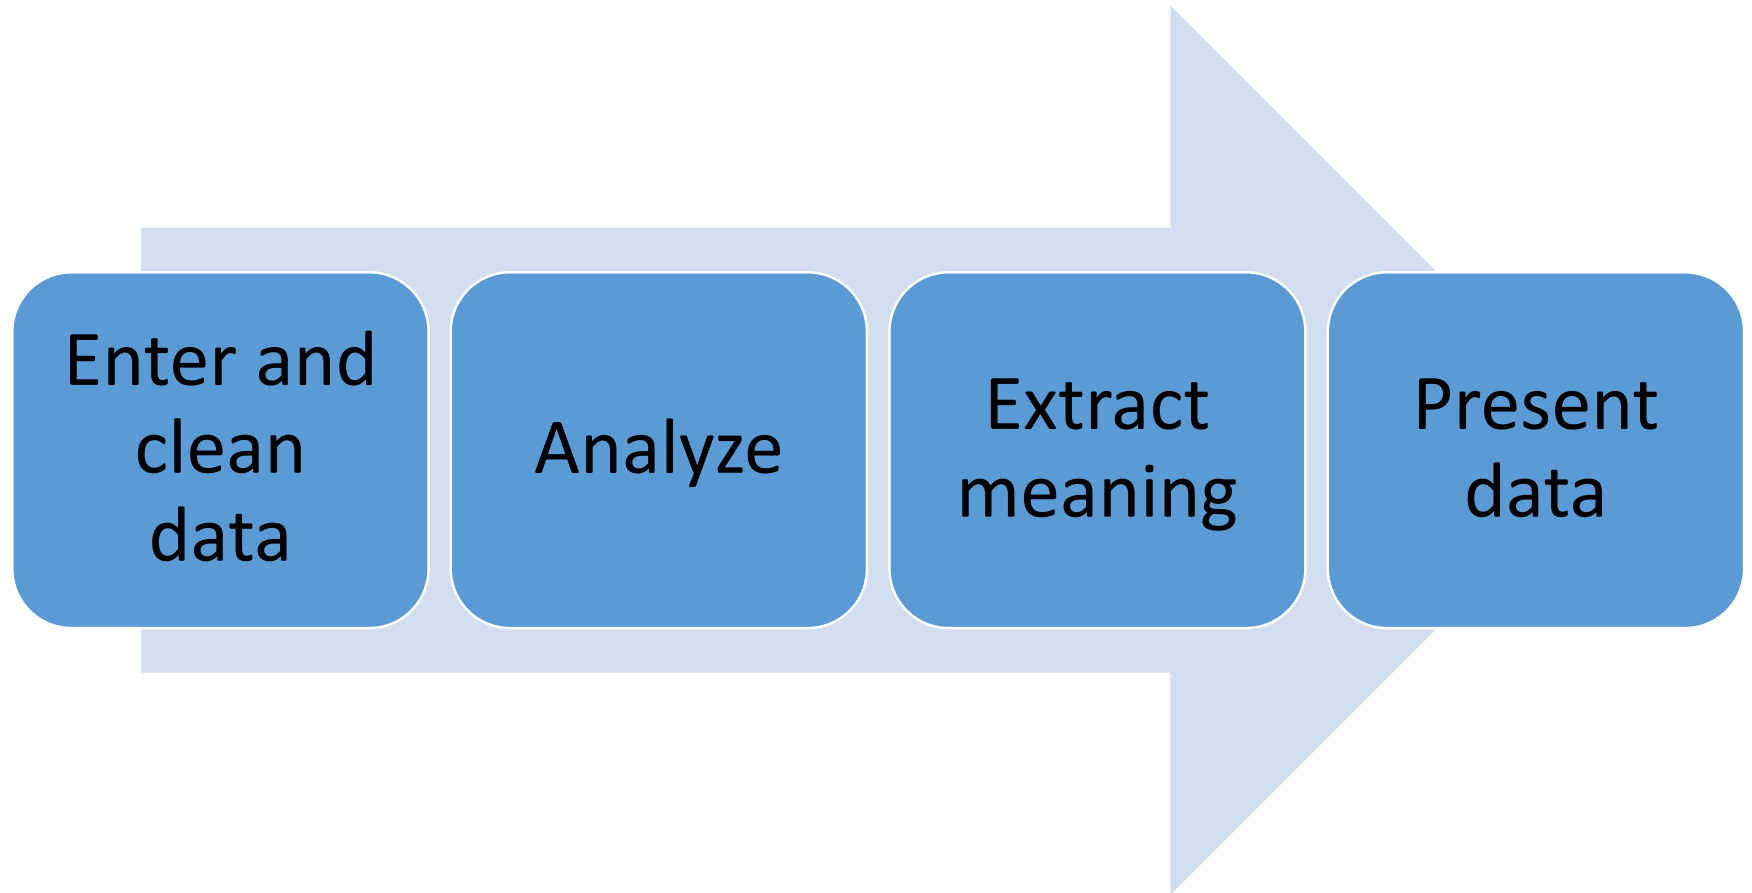 Enter and
clean
data
Analyze
Extract
meaning
Present
data